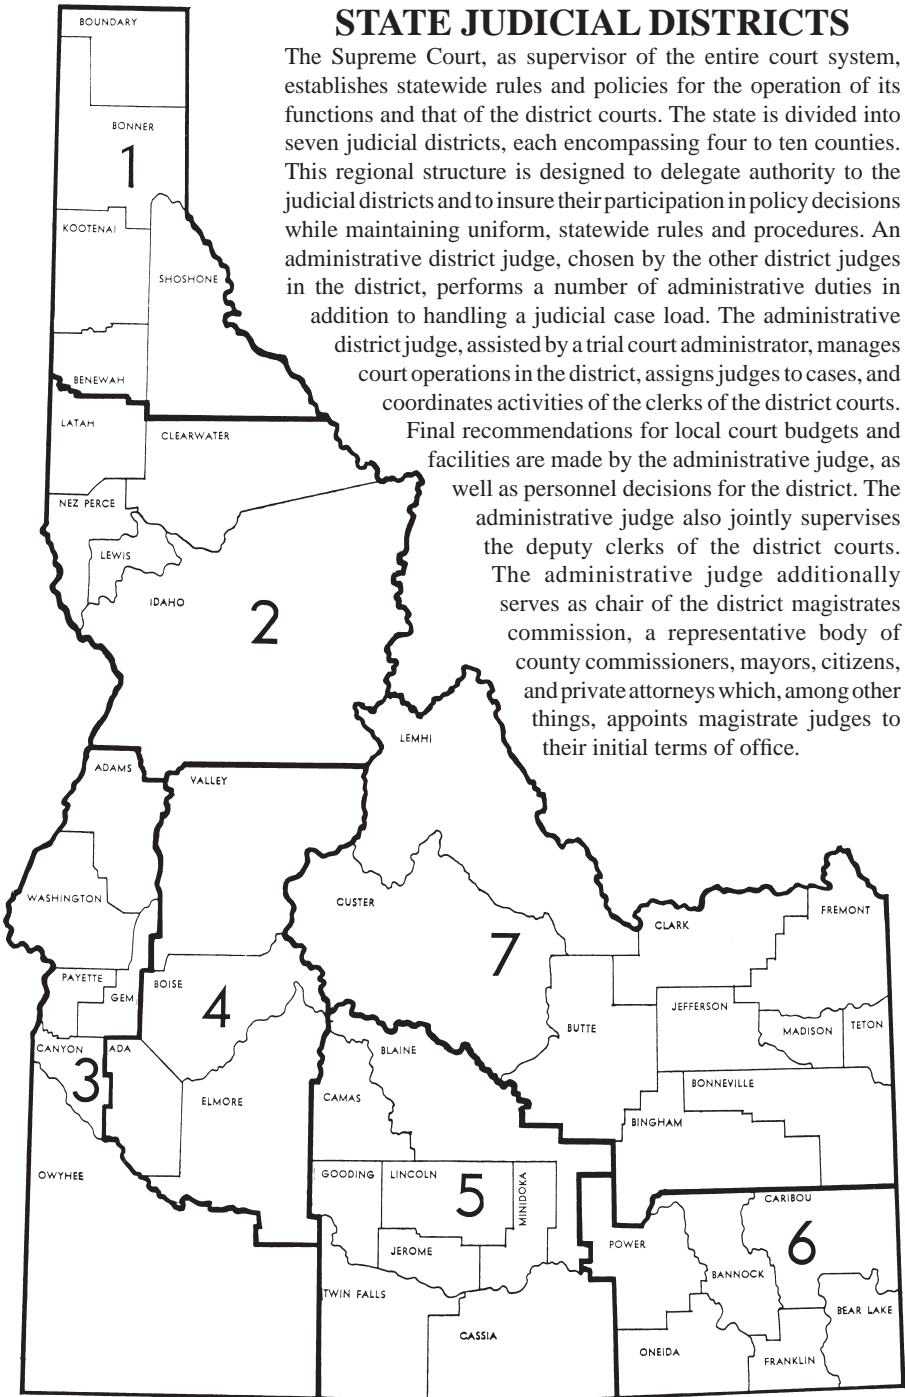 STATE JUDICIAL DISTRICTS
The Supreme Court, as supervisor of the entire court system,
establishes statewide rules and policies for the operation of its
functions and that of the district courts. The state is divided into
seven judicial districts, each encompassing four to ten counties.
This regional structure is designed to delegate authority to the
judicial districts and to insure their participation in policy decisions
while maintaining uniform, statewide rules and procedures. An
administrative district judge, chosen by the other district judges
in the district, performs a number of administrative duties in
addition to handling a judicial case load. The administrative
district judge, assisted by a trial court administrator, manages
court operations in the district, assigns judges to cases, and
coordinates activities of the clerks of the district courts.
Final recommendations for local court budgets and
facilities are made by the administrative judge, as
well as personnel decisions for the district. The
administrative judge also jointly supervises
the deputy clerks of the district courts.
The administrative judge additionally
serves as chair of the district magistrates
commission, a representative body of
county commissioners, mayors, citizens,
and private attorneys which, among other
things, appoints magistrate judges to
their initial terms of office.
BOUNDARY
BONNER
1
KOOTENAI
SHOSHONE
BENEWAH
LATAH
CLEARWATER
NEZ PERCE
LEWIS
IDAHO
2
LEMHI
ADAMS
VALLEY
WASHINGTON
CUSTER
7
CLARK
FREMONT
PAYETTE
GEM
BOISE
4
BUTTE
JEFFERSON
MADISON
TETON
CANYON
ADA
3
BLAINE
ELMORE
CAMAS
BONNEVILLE
BINGHAM
OWYHEE
GOODING
LINCOLN
5
MINIDOKA
CARIBOU
6
JEROME
POWER
BANNOCK
TWIN FALLS
BEAR LAKE
CASSIA
ONEIDA
FRANKLIN